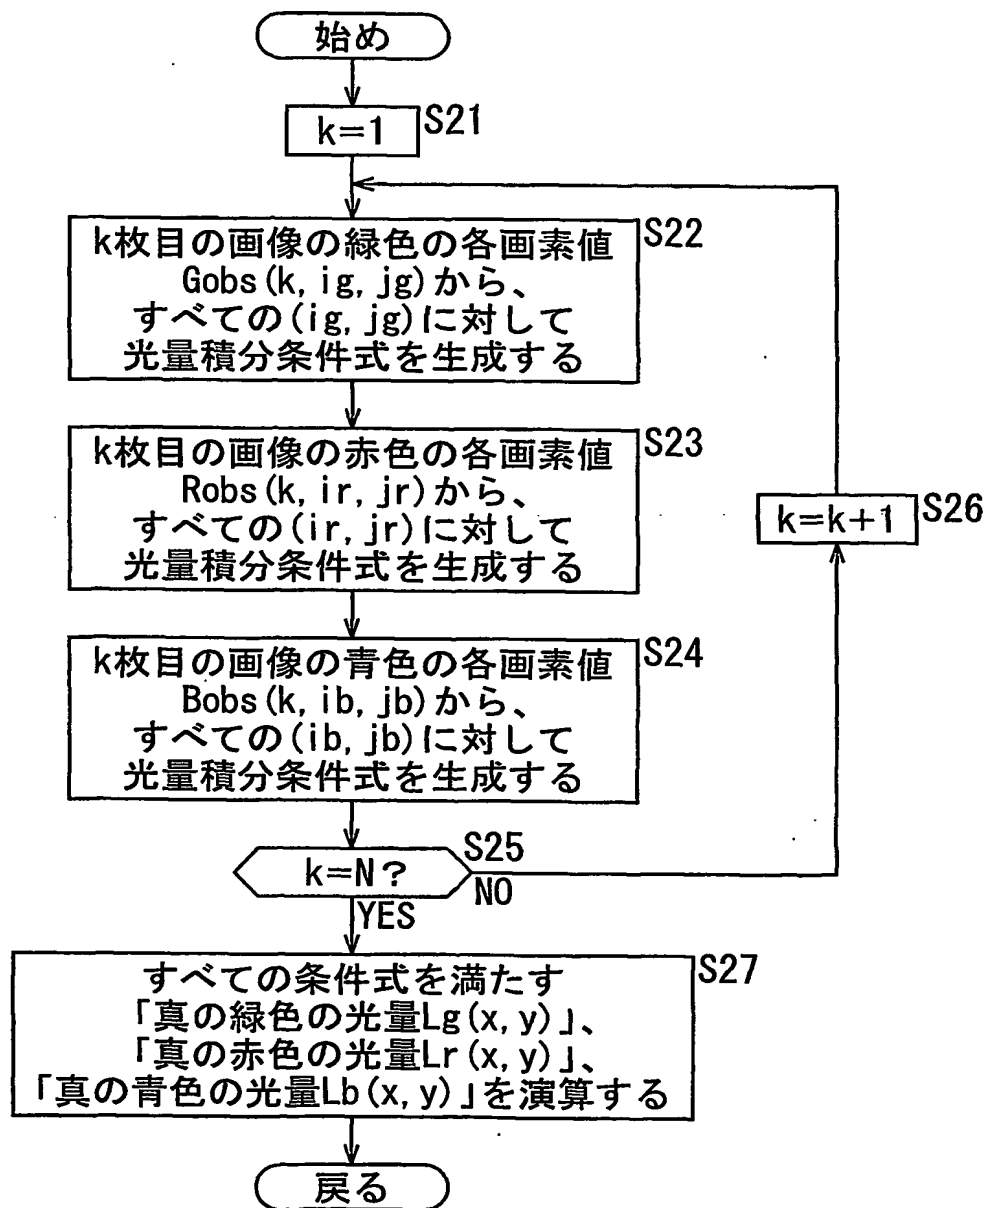 始め
k=1
S21
k枚目の画像の緑色の各画素値
Gobs(k, ig, jg)から、
すべての(ig, jg)に対して
光量積分条件式を生成する
S22
k枚目の画像の赤色の各画素値
Robs(k, ir, jr)から、
すべての(ir, jr)に対して
光量積分条件式を生成する
S23
k=k+1
S26
k枚目の画像の青色の各画素値
Bobs(k, ib, jb)から、
すべての(ib, jb)に対して
光量積分条件式を生成する
S24
k=N?
S25
NO
YES
すべての条件式を満たす
「真の緑色の光量Lg(x, y)」、
「真の赤色の光量Lr(x, y)」、
「真の青色の光量Lb(x, y)」を演算する
S27
戻る